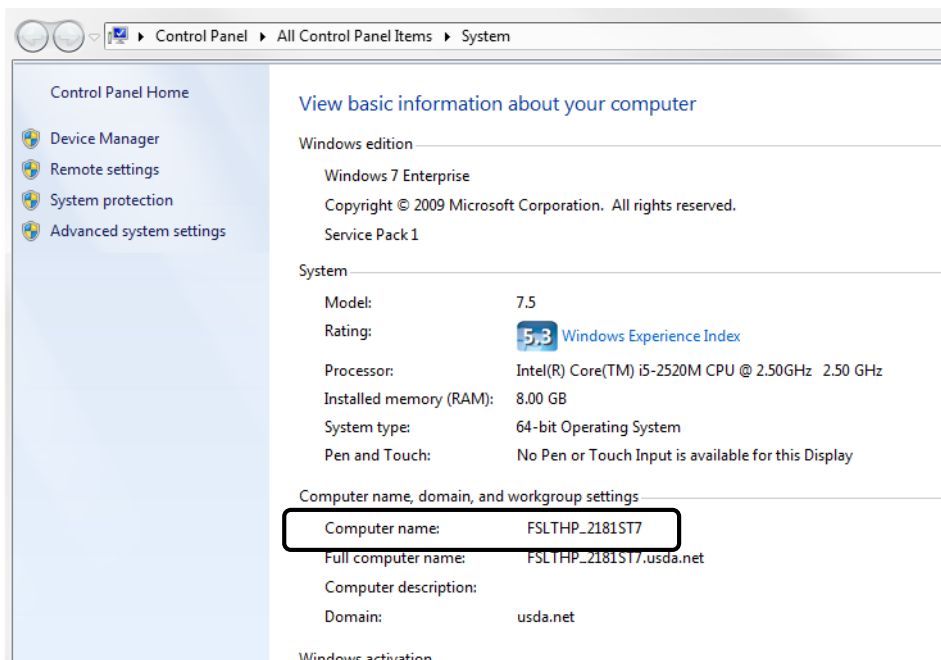 Control Panel ▸ All Control Panel Items ▸ System
Control Panel Home
Device Manager
Remote settings
System protection
Advanced system settings
View basic information about your computer
Windows edition
Windows 7 Enterprise
Copyright © 2009 Microsoft Corporation. All rights reserved.
Service Pack 1
System
Model: 7.5
Rating: 5.3 Windows Experience Index
Processor: Intel(R) Core(TM) i5-2520M CPU @ 2.50GHz 2.50 GHz
Installed memory (RAM): 8.00 GB
System type: 64-bit Operating System
Pen and Touch: No Pen or Touch Input is available for this Display
Computer name, domain, and workgroup settings
Computer name: FSLTHP_2181ST7
Full computer name: FSLTHP_2181ST7.usda.net
Computer description:
Domain: usda.net
Windows activation